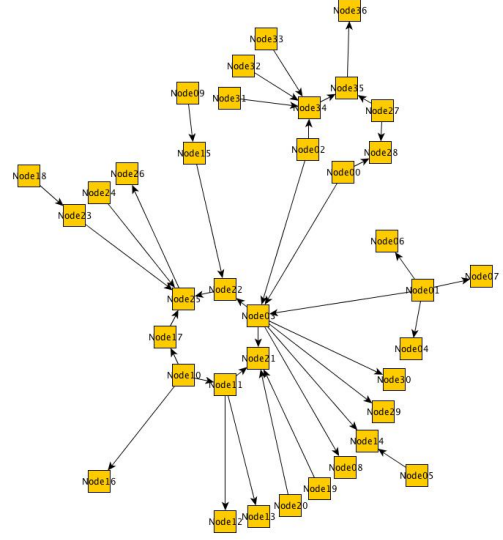 Node36
Node33
Node32
Node35
Node09
Node31
Node34
Node27
Node02
Node15
Node28
Node00
Node18
Node26
Node24
Node23
Node06
Node07
Node01
Node22
Node25
Node03
Node17
Node04
Node21
Node10
Node11
Node30
Node29
Node14
Node08
Node05
Node16
Node19
Node20
Node13
Node12